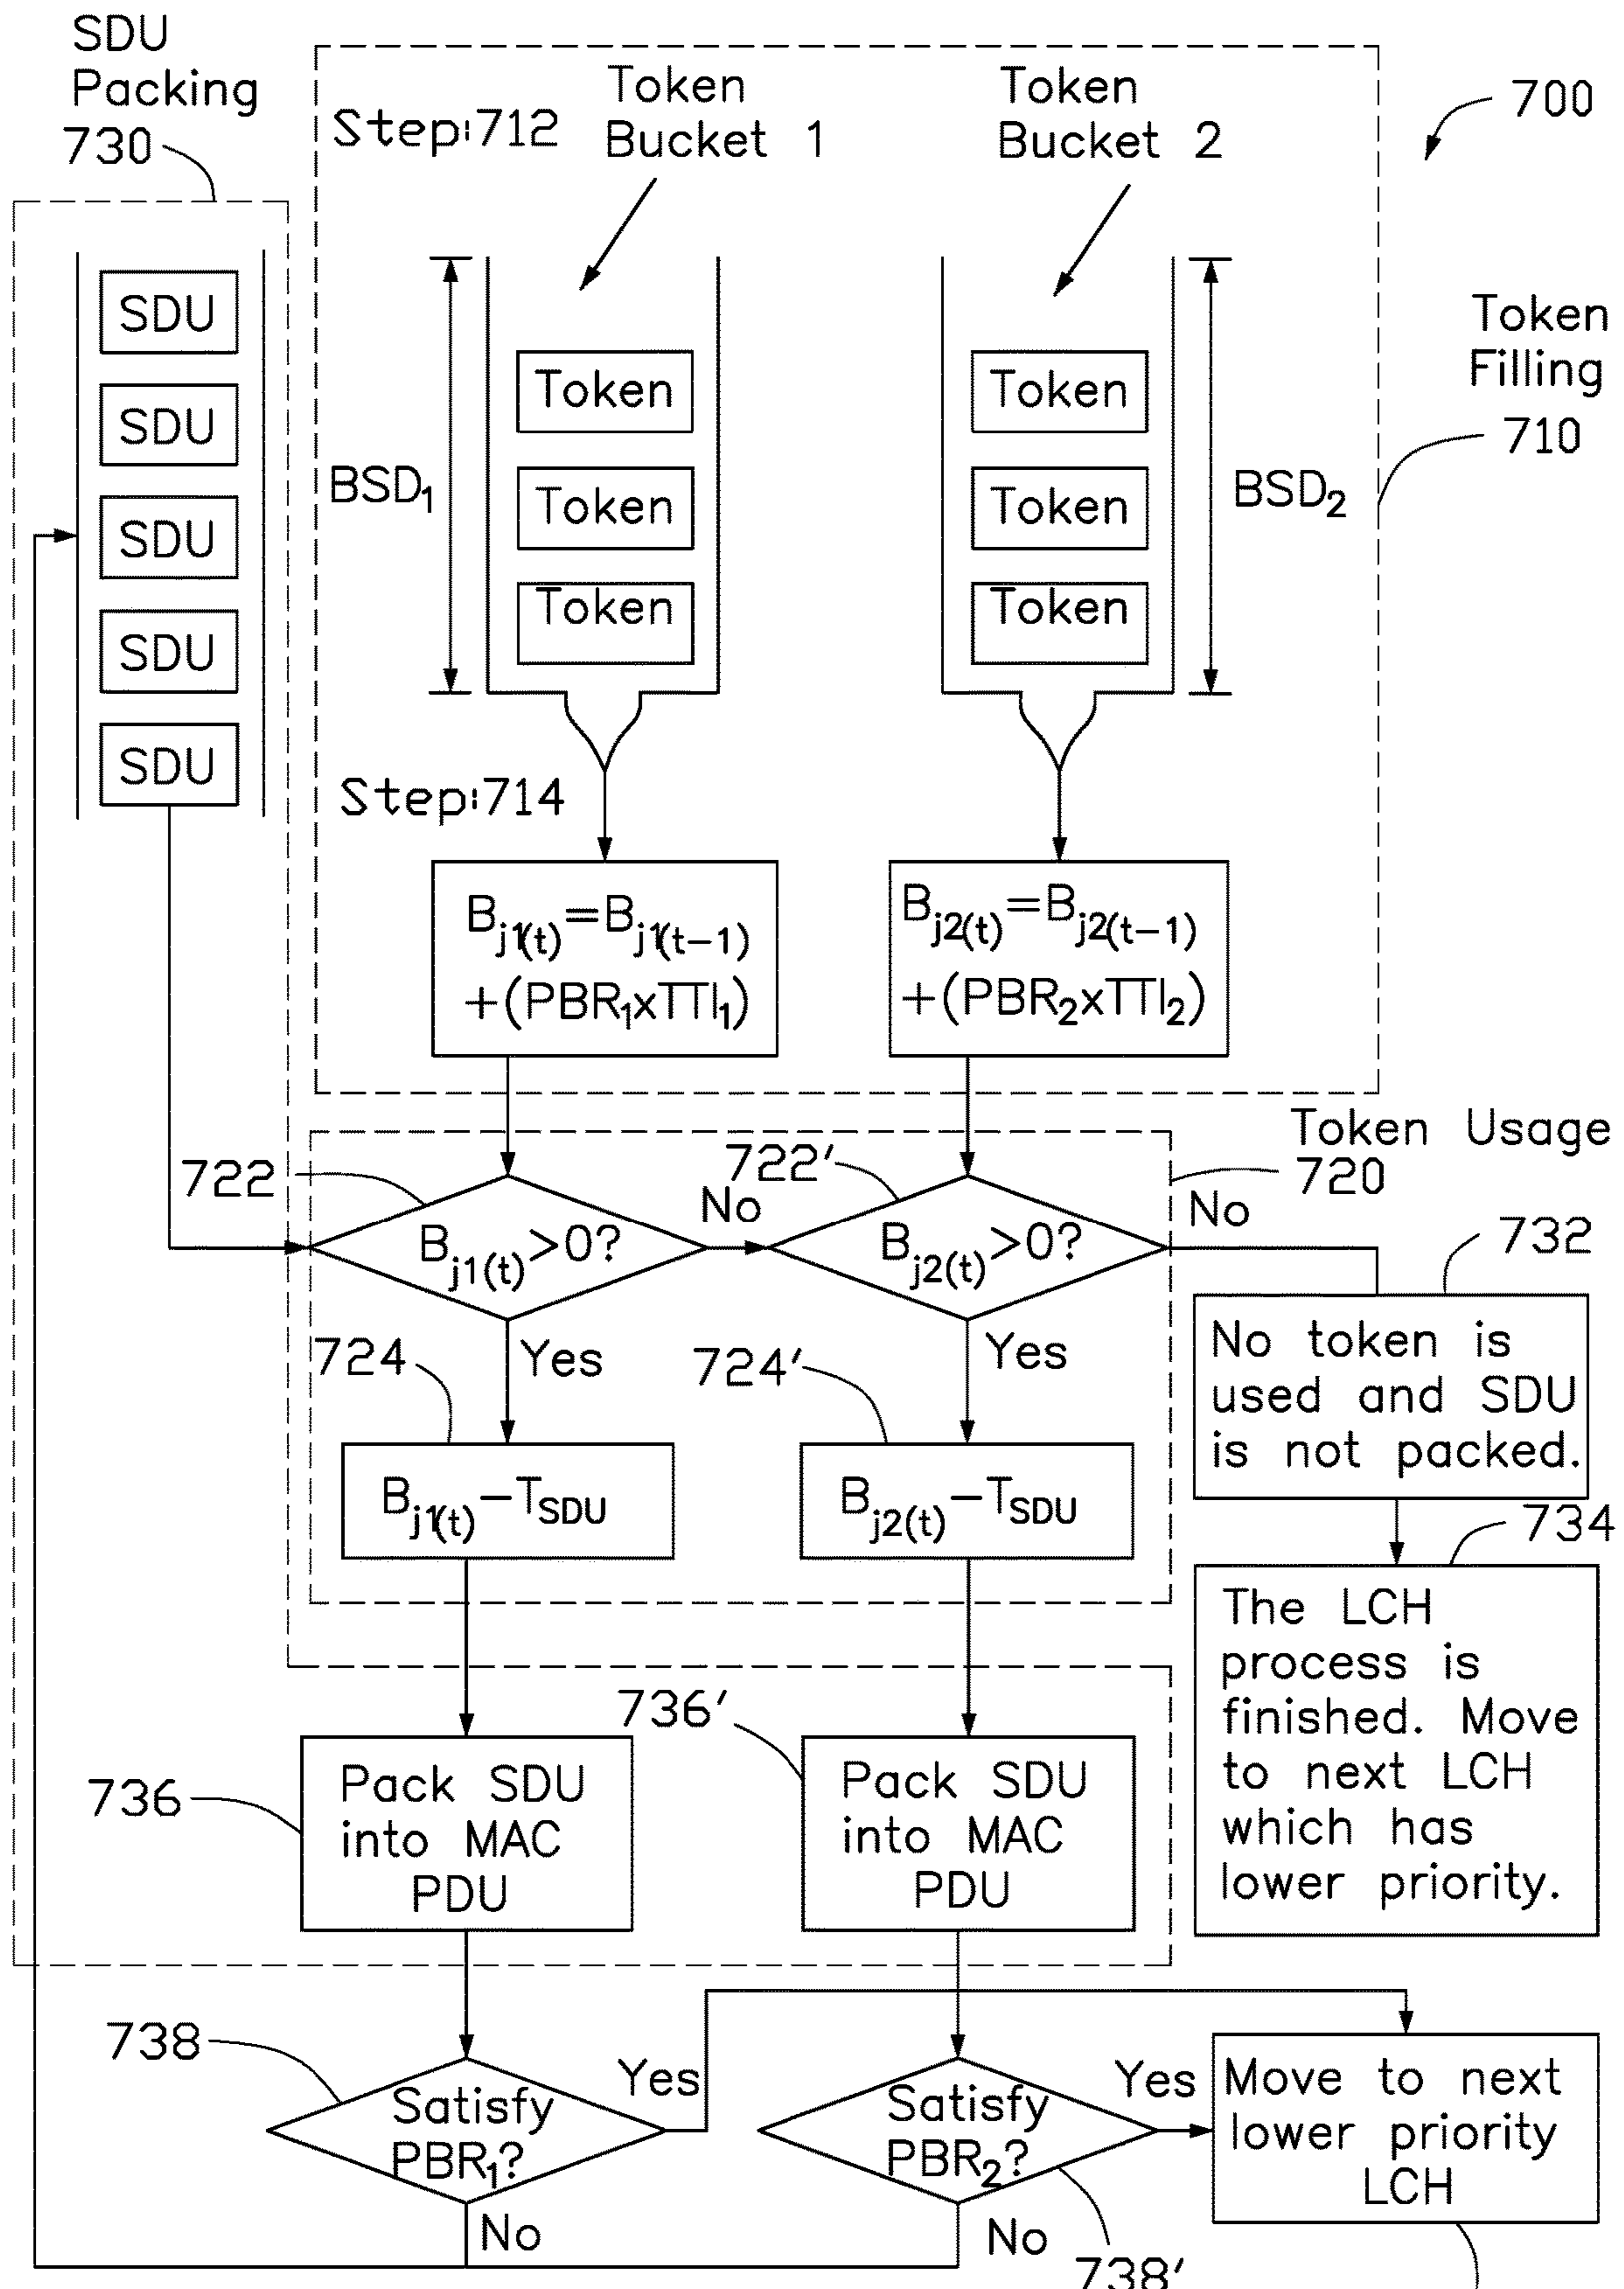 SDU
Packing
730
Step:712
Token
Bucket 1
Token
Bucket 2
700
SDU
SDU
SDU
SDU
SDU
Token
Token
Token
BSD1
Token
Token
Token
BSD2
Token
Filling
710
Step:714
Bj1(t)=Bj1(t-1)
+(PBR1xTTI1)
Bj2(t)=Bj2(t-1)
+(PBR2xTTI2)
Token Usage
720
722
Bj1(t)>0?
No
722'
Bj2(t)>0?
No
732
No token is
used and SDU
is not packed.
724
Yes
Bj1(t)-TSDU
724'
Yes
Bj2(t)-TSDU
734
The LCH
process is
finished. Move
to next LCH
which has
lower priority.
736
Pack SDU
into MAC
PDU
736'
Pack SDU
into MAC
PDU
738
Satisfy
PBR1?
Yes
No
Satisfy
PBR2?
Yes
No
738'
Move to next
lower priority
LCH